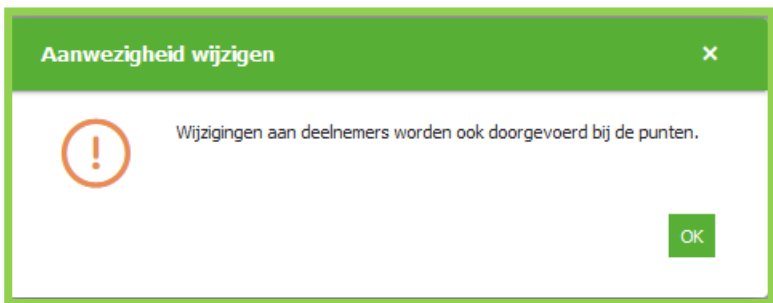 Aanwezigheid wijzigen ×
Wijzigingen aan deelnemers worden ook doorgevoerd bij de punten.
OK